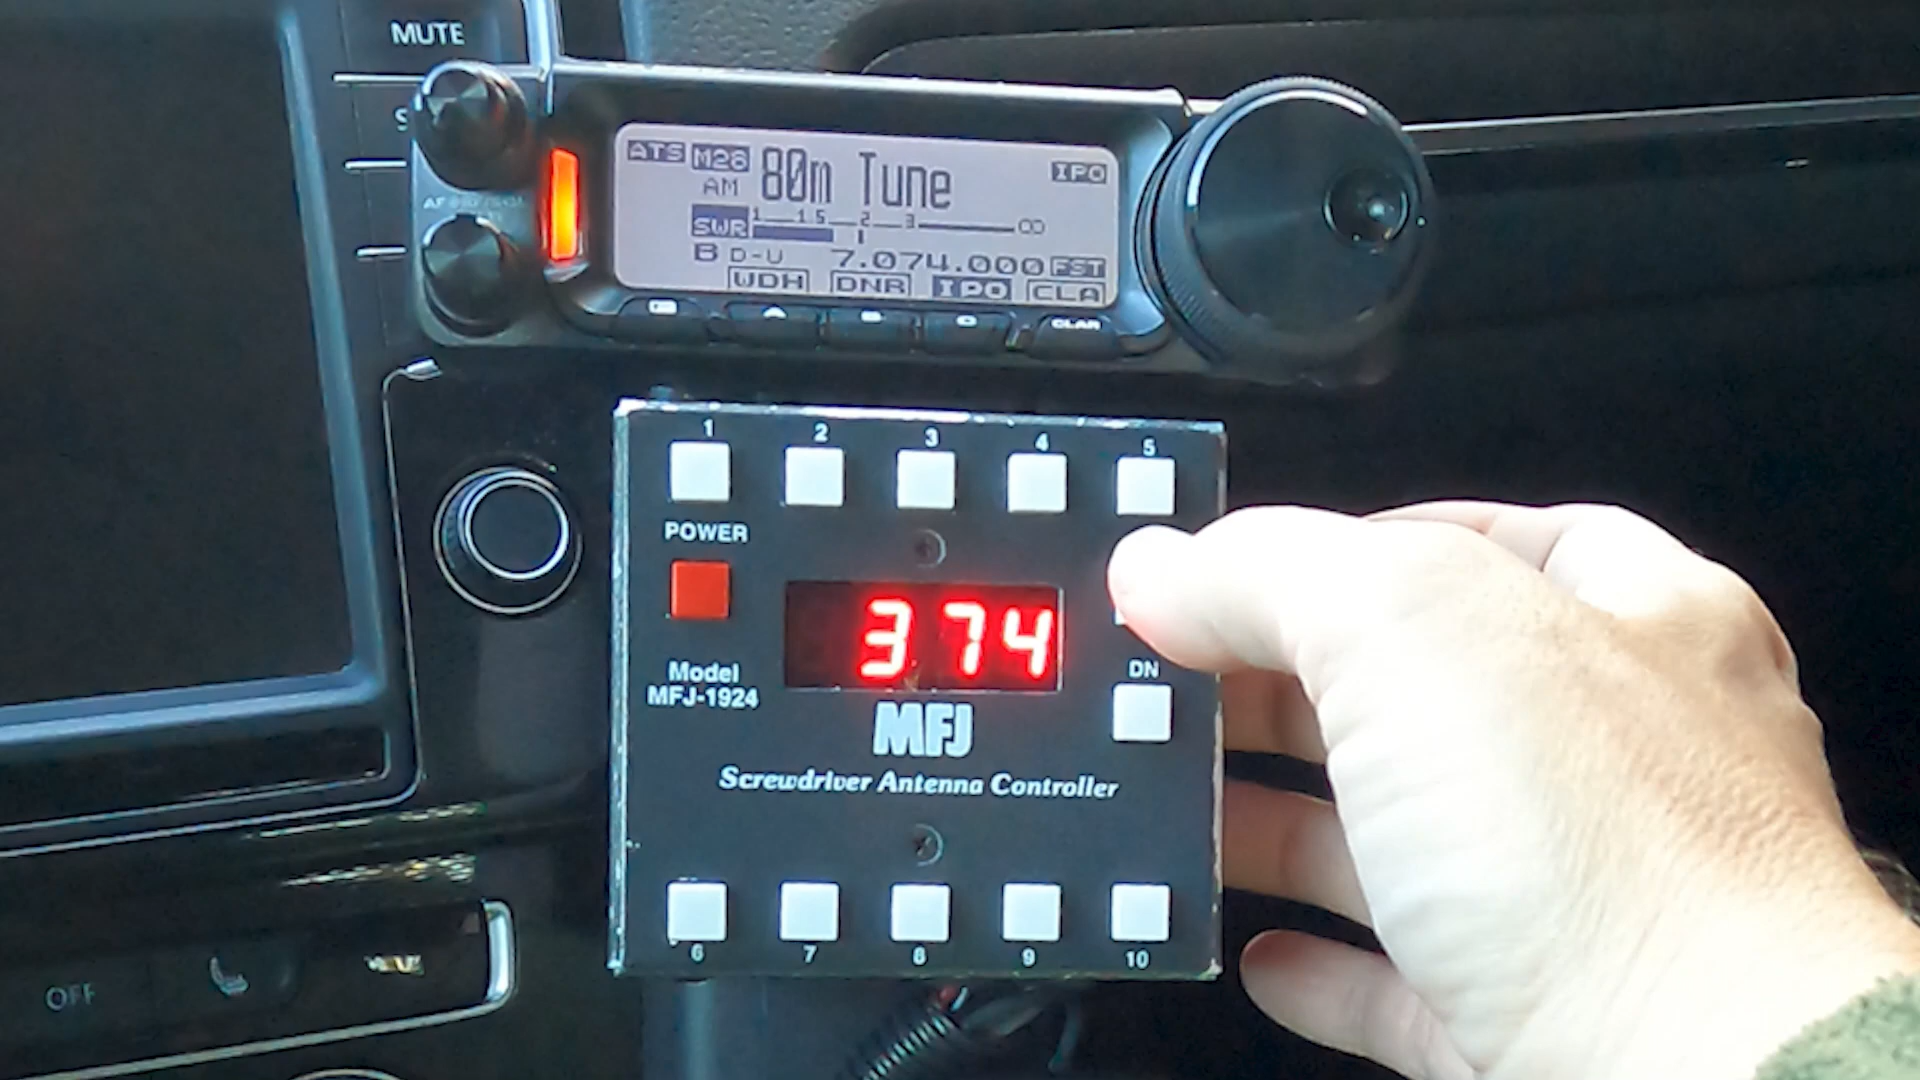 MUTE
ATS M26 80m Tune IPO
AM
SWR 1 1.5 2 3 ∞
B D-U 7.074.000 FST
WDH DNR IPO CLA
CLAR
1 2 3 4 5
POWER
374
Model
MFJ-1924
DN
MFJ
Screwdriver Antenna Controller
6 7 8 9 10
OFF